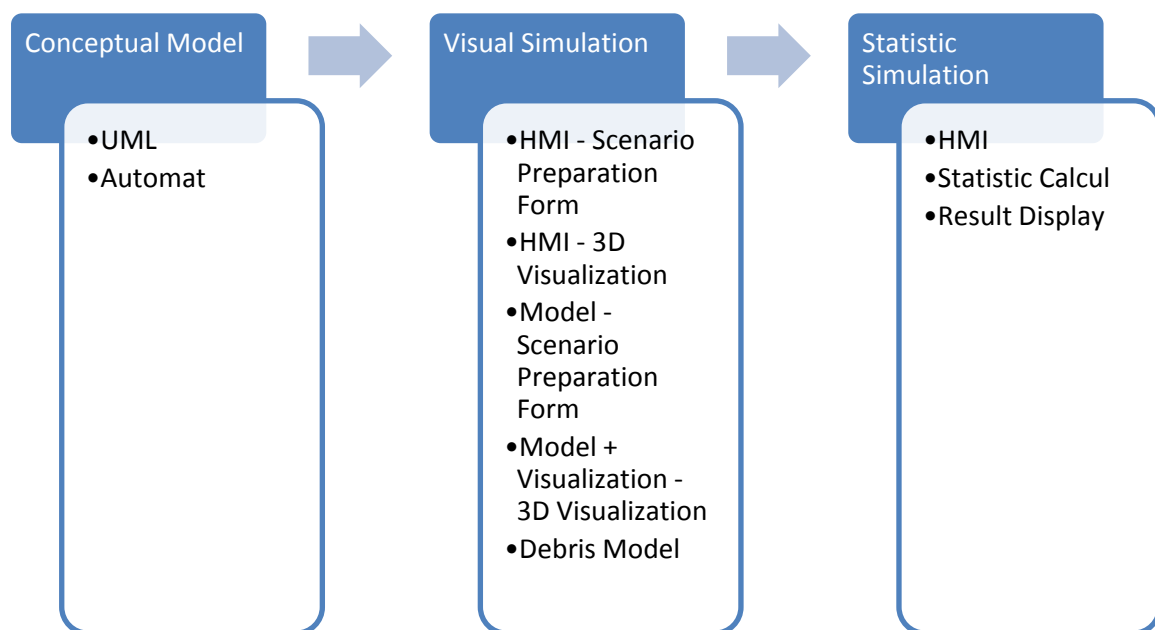 Conceptual Model
•UML
•Automat
Visual Simulation
•HMI - Scenario
Preparation
Form
•HMI - 3D
Visualization
•Model -
Scenario
Preparation
Form
•Model +
Visualization -
3D Visualization
•Debris Model
Statistic
Simulation
•HMI
•Statistic Calcul
•Result Display